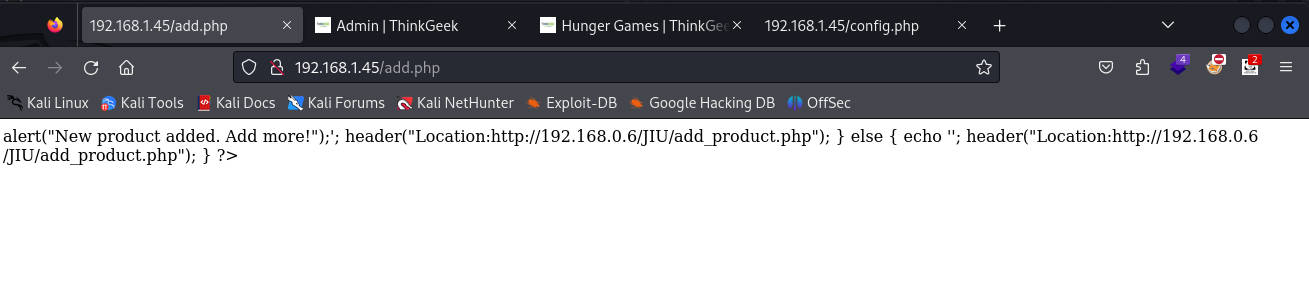 192.168.1.45/add.php
Admin | ThinkGeek
Hunger Games | ThinkGee
192.168.1.45/config.php
192.168.1.45/add.php
4
2
Kali Linux
Kali Tools
Kali Docs
Kali Forums
Kali NetHunter
Exploit-DB
Google Hacking DB
OffSec
alert("New product added. Add more!");'; header("Location:http://192.168.0.6/JIU/add_product.php"); } else { echo ''; header("Location:http://192.168.0.6
/JIU/add_product.php"); } ?>